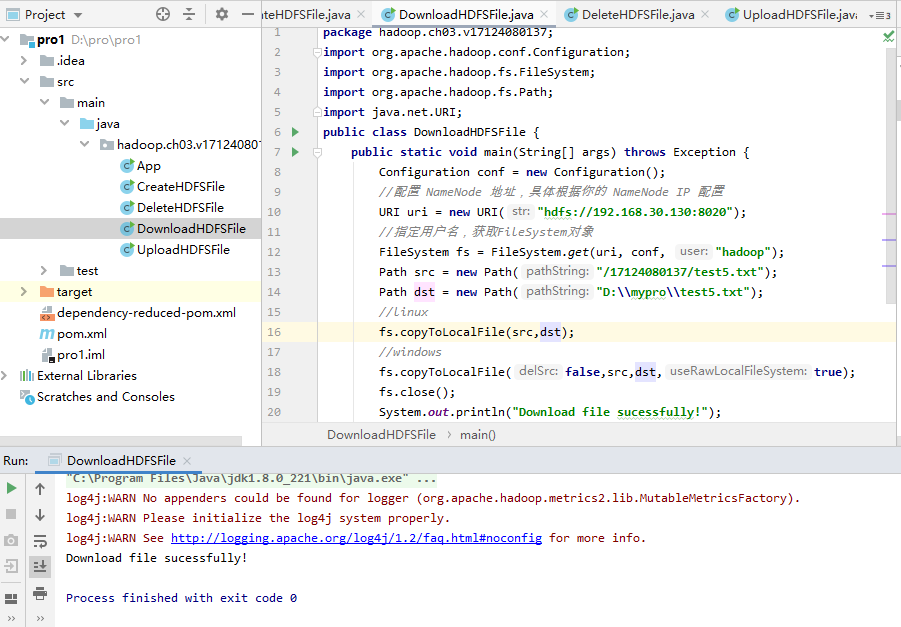 Project
ateHDFSFile.java
DownloadHDFSFile.java
DeleteHDFSFile.java
UploadHDFSFile.java
3
pro1 D:\pro\pro1
.idea
src
main
java
hadoop.ch03.v171240801
App
CreateHDFSFile
DeleteHDFSFile
DownloadHDFSFile
UploadHDFSFile
test
target
dependency-reduced-pom.xml
pom.xml
pro1.iml
External Libraries
Scratches and Consoles
1 package hadoop.ch03.v17124080137;
2 import org.apache.hadoop.conf.Configuration;
3 import org.apache.hadoop.fs.FileSystem;
4 import org.apache.hadoop.fs.Path;
5 import java.net.URI;
6 public class DownloadHDFSFile {
7 public static void main(String[] args) throws Exception {
8 Configuration conf = new Configuration();
9 //配置 NameNode 地址，具体根据你的 NameNode IP 配置
10 URI uri = new URI( str: "hdfs://192.168.30.130:8020");
11 //指定用户名，获取FileSystem对象
12 FileSystem fs = FileSystem.get(uri, conf, user: "hadoop");
13 Path src = new Path( pathString: "/17124080137/test5.txt");
14 Path dst = new Path( pathString: "D:\\mypro\\test5.txt");
15 //linux
16 fs.copyToLocalFile(src,dst);
17 //windows
18 fs.copyToLocalFile( delSrc: false,src,dst, useRawLocalFileSystem: true);
19 fs.close();
20 System.out.println("Download file sucessfully!");
DownloadHDFSFile › main()
Run: DownloadHDFSFile
"C:\Program Files\Java\jdk1.8.0_221\bin\java.exe" ...
log4j:WARN No appenders could be found for logger (org.apache.hadoop.metrics2.lib.MutableMetricsFactory).
log4j:WARN Please initialize the log4j system properly.
log4j:WARN See http://logging.apache.org/log4j/1.2/faq.html#noconfig for more info.
Download file sucessfully!
Process finished with exit code 0